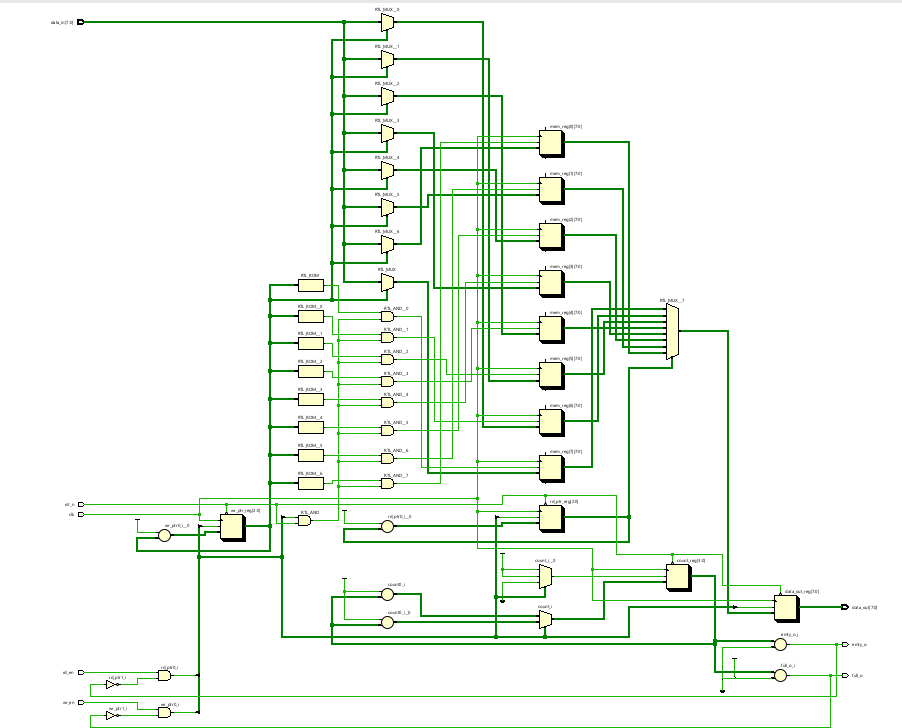 RTL_MUX__0
data_in[7:0]
RTL_MUX__1
RTL_MUX__2
RTL_MUX__3
mem_reg[0][7:0]
RTL_MUX__4
mem_reg[1][7:0]
RTL_MUX__5
mem_reg[2][7:0]
RTL_MUX__6
mem_reg[3][7:0]
RTL_ROM
RTL_MUX
RTL_MUX__7
RTL_ROM__0
RTL_AND__0
mem_reg[4][7:0]
RTL_ROM__1
RTL_AND__1
RTL_AND__2
mem_reg[5][7:0]
RTL_ROM__2
RTL_AND__3
RTL_ROM__3
RTL_AND__4
mem_reg[6][7:0]
RTL_ROM__4
RTL_AND__5
RTL_ROM__5
RTL_AND__6
mem_reg[7][7:0]
RTL_ROM__6
RTL_AND__7
rst_n
rd_ptr_reg[2:0]
clk
wr_ptr_reg[2:0]
RTL_AND
rd_ptr0_i__0
wr_ptr0_i__0
count_i__0
count_reg[3:0]
count0_i
data_out_reg[7:0]
count_i
data_out[7:0]
count0_i__0
empty_o_i
empty_o
rd_ptr0_i
full_o_i
rd_en
full_o
rd_ptr1_i
wr_en
wr_ptr0_i
wr_ptr1_i